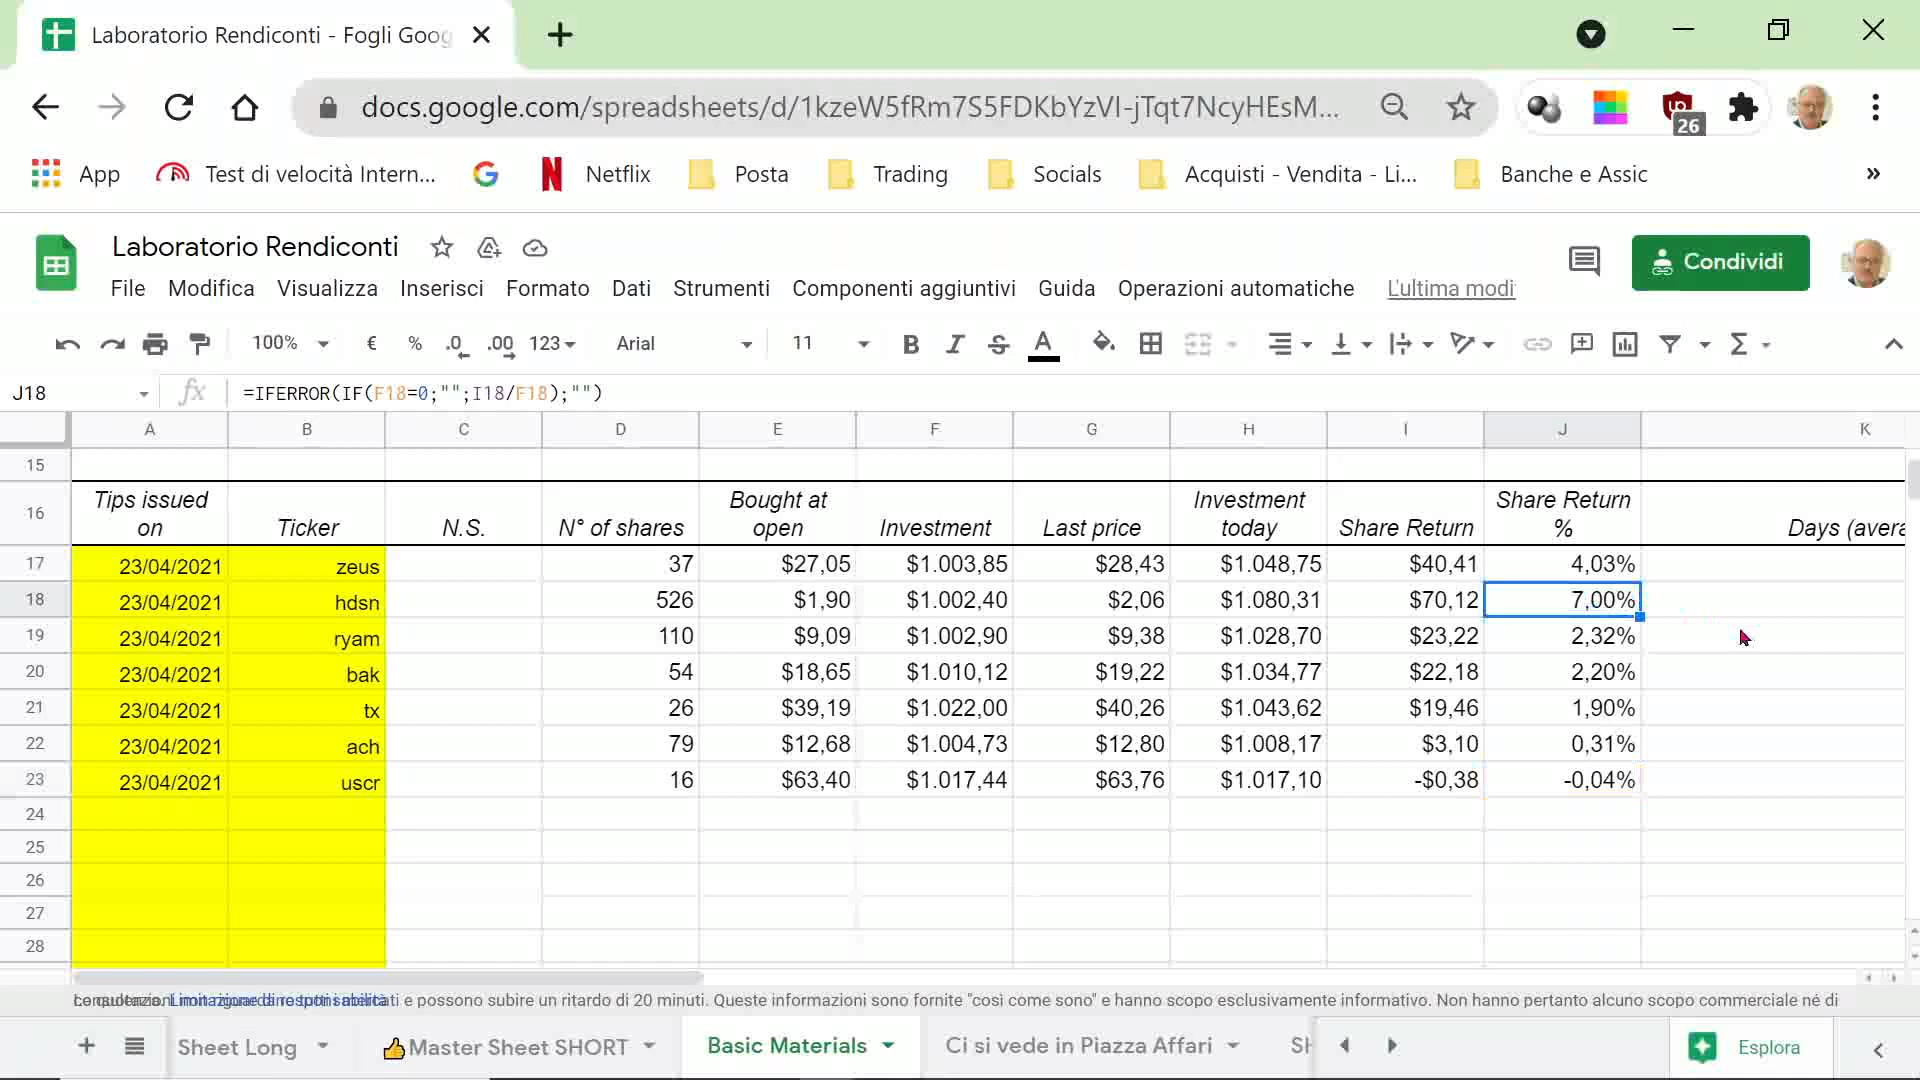 Laboratorio Rendiconti - Fogli Goog
docs.google.com/spreadsheets/d/1kzeW5fRm7S5FDKbYzVI-jTqt7NcyHEsM...
26
App Test di velocità Intern... Netflix Posta Trading Socials Acquisti - Vendita - Li... Banche e Assic »
Laboratorio Rendiconti
Condividi
File Modifica Visualizza Inserisci Formato Dati Strumenti Componenti aggiuntivi Guida Operazioni automatiche L'ultima modi
100% € % .0 .00 123 Arial 11 B I S A Σ
J18 fx =IFERROR(IF(F18=0;"";I18/F18);"")
A B C D E F G H I J K
15
16 Tips issued on Ticker N.S. N° of shares Bought at open Investment Last price Investment today Share Return Share Return % Days (avera
17 23/04/2021 zeus 37 $27,05 $1.003,85 $28,43 $1.048,75 $40,41 4,03%
18 23/04/2021 hdsn 526 $1,90 $1.002,40 $2,06 $1.080,31 $70,12 7,00%
19 23/04/2021 ryam 110 $9,09 $1.002,90 $9,38 $1.028,70 $23,22 2,32%
20 23/04/2021 bak 54 $18,65 $1.010,12 $19,22 $1.034,77 $22,18 2,20%
21 23/04/2021 tx 26 $39,19 $1.022,00 $40,26 $1.043,62 $19,46 1,90%
22 23/04/2021 ach 79 $12,68 $1.004,73 $12,80 $1.008,17 $3,10 0,31%
23 23/04/2021 uscr 16 $63,40 $1.017,44 $63,76 $1.017,10 -$0,38 -0,04%
24
25
26
27
28
e possono subire un ritardo di 20 minuti. Queste informazioni sono fornite "così come sono" e hanno scopo esclusivamente informativo. Non hanno pertanto alcuno scopo commerciale né di
Sheet Long Master Sheet SHORT Basic Materials Ci si vede in Piazza Affari Sh Esplora